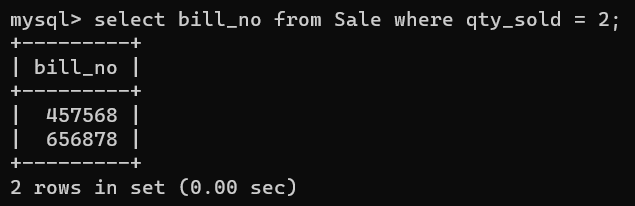 mysql> select bill_no from Sale where qty_sold = 2;
+---------+
| bill_no |
+---------+
|  457568 |
|  656878 |
+---------+
2 rows in set (0.00 sec)